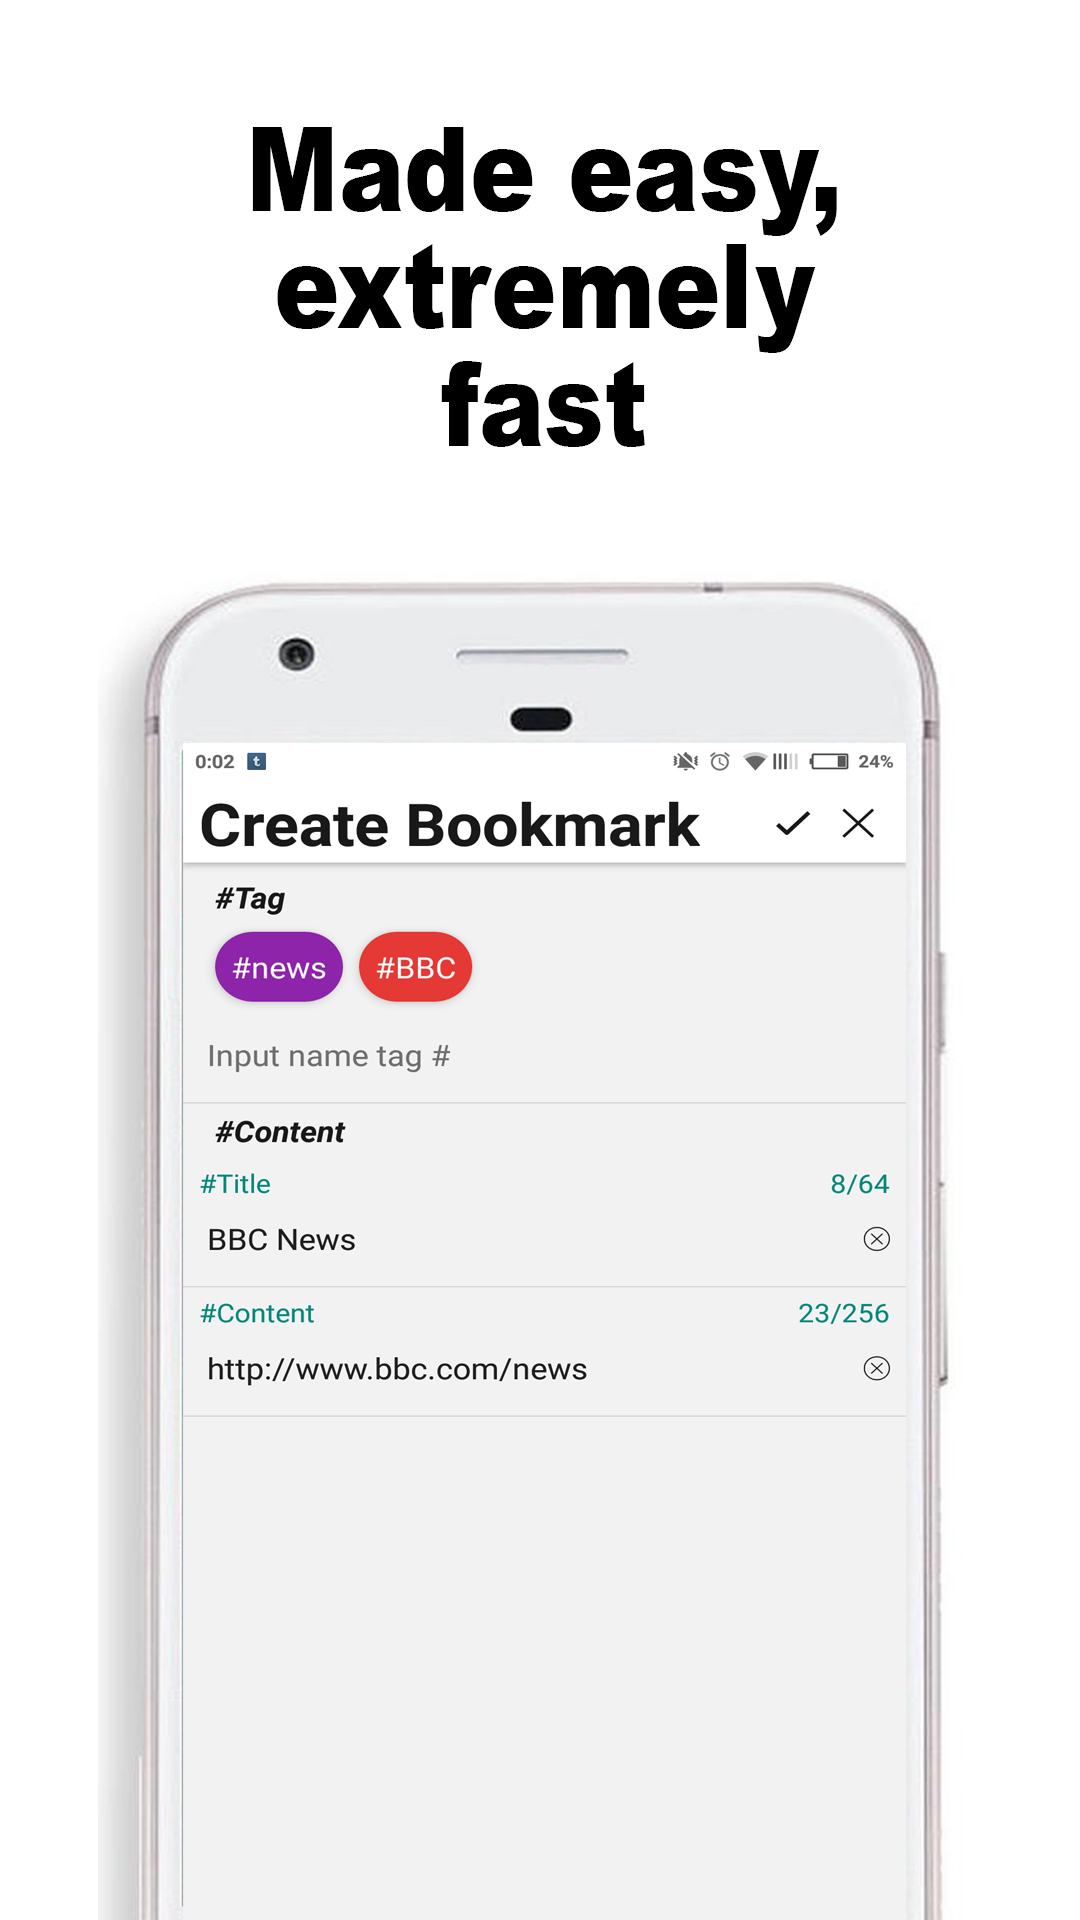 Made easy,
extremely
fast
0:02 t 24%
Create Bookmark
#Tag
#news #BBC
Input name tag #
#Content
#Title 8/64
BBC News
#Content 23/256
http://www.bbc.com/news